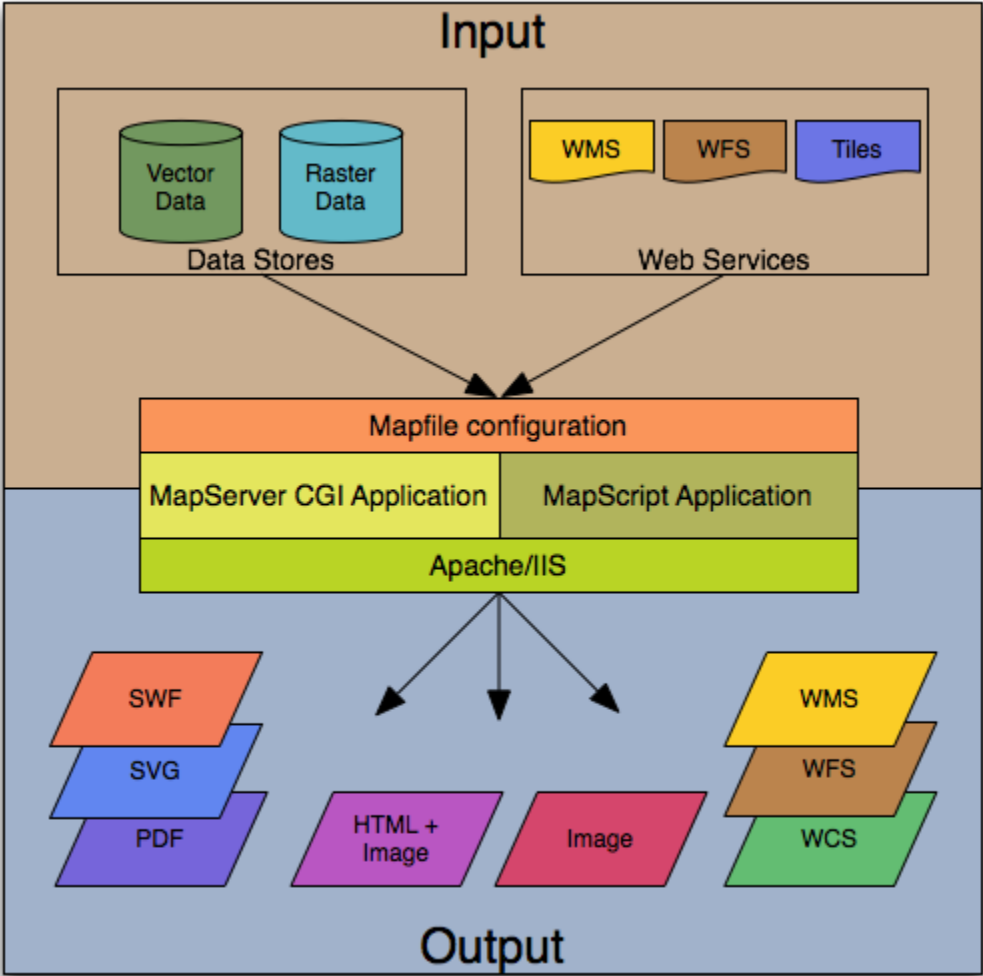 Input
Vector
Data
Raster
Data
Data Stores
WMS
WFS
Tiles
Web Services
Mapfile configuration
MapServer CGI Application
MapScript Application
Apache/IIS
SWF
SVG
PDF
HTML +
Image
Image
WMS
WFS
WCS
Output